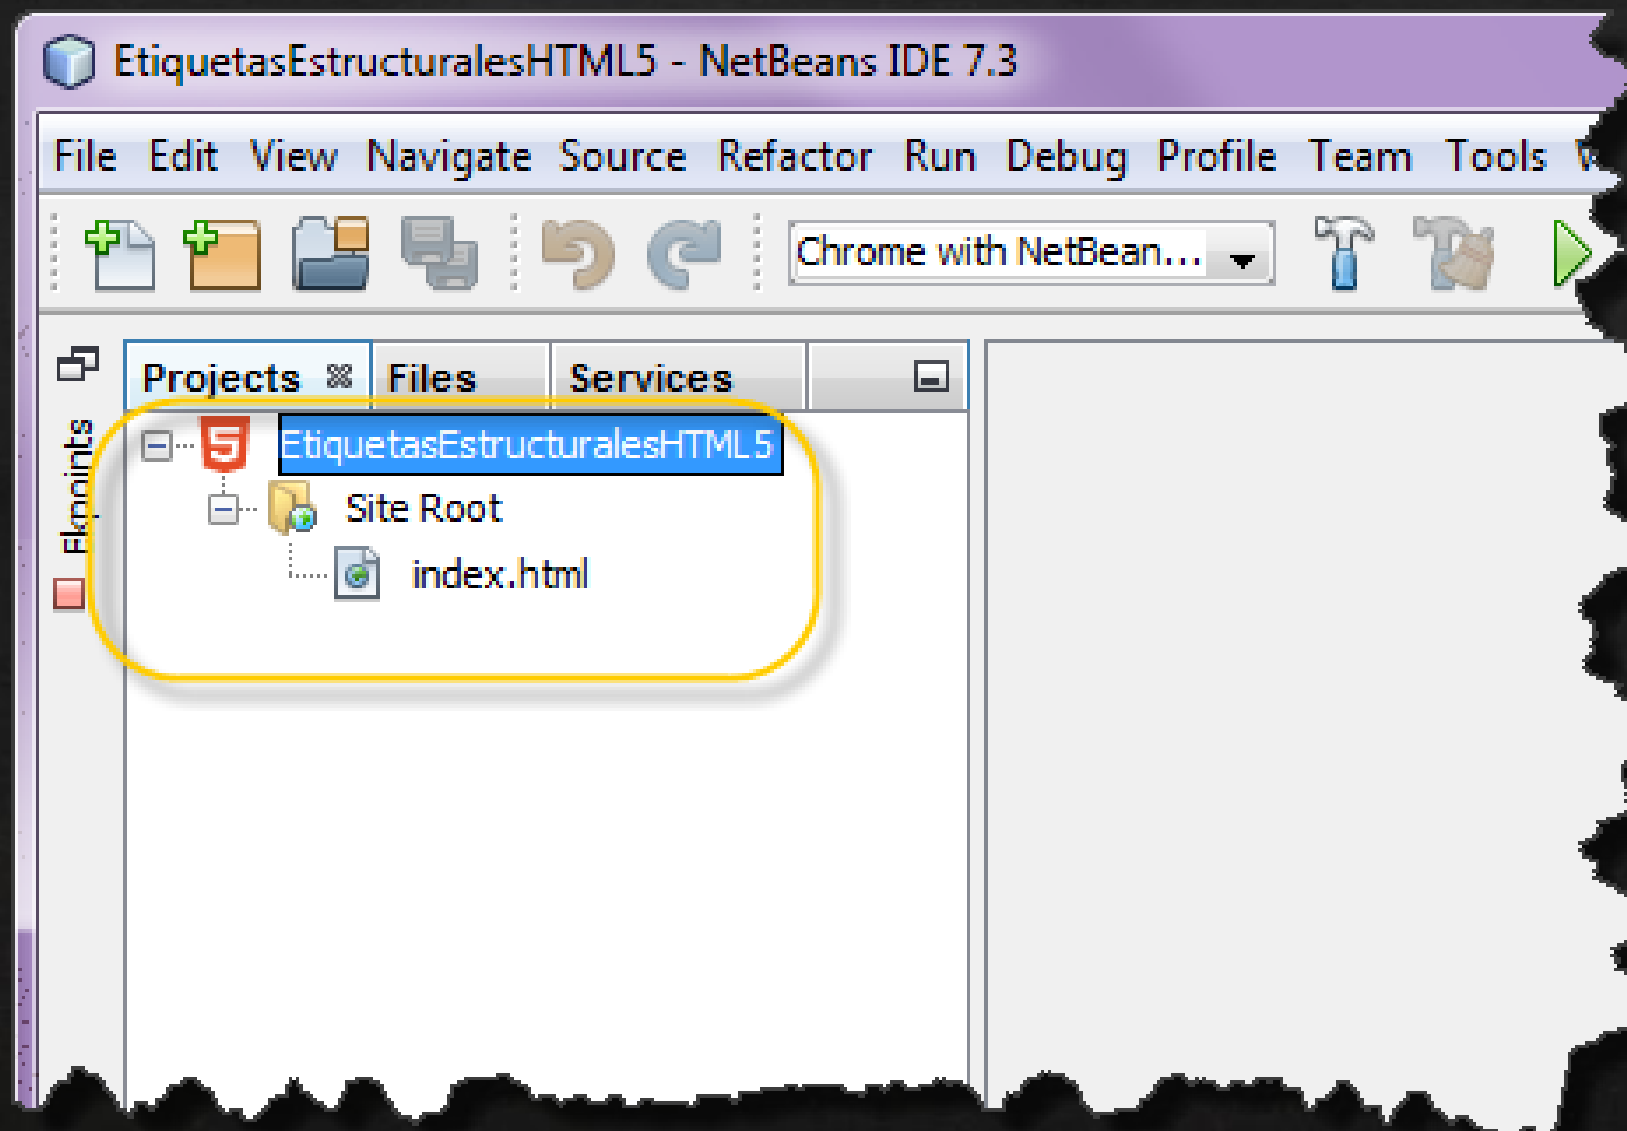 EtiquetasEstructuralesHTML5 - NetBeans IDE 7.3
File Edit View Navigate Source Refactor Run Debug Profile Team Tools
Chrome with NetBean...
Projects Files Services
EtiquetasEstructuralesHTML5
Site Root
index.html